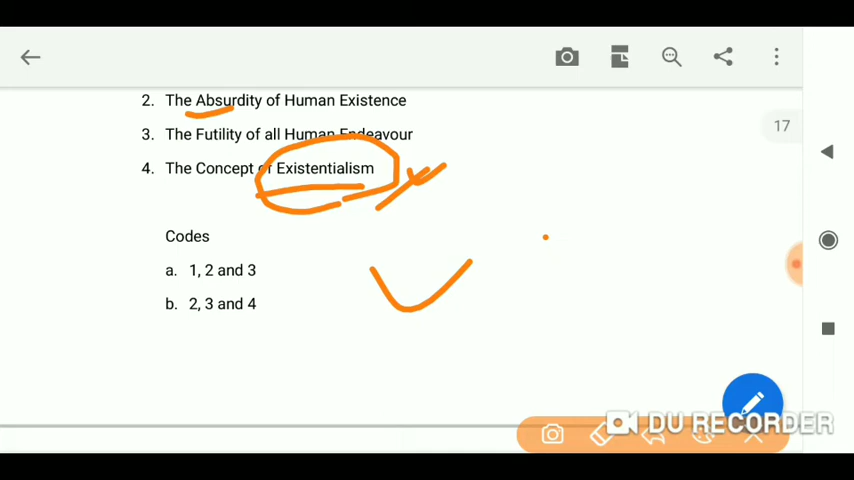 2. The Absurdity of Human Existence
17
3. The Futility of all Human Endeavour
4. The Concept of Existentialism
Codes
a. 1, 2 and 3
b. 2, 3 and 4
DU RECORDER